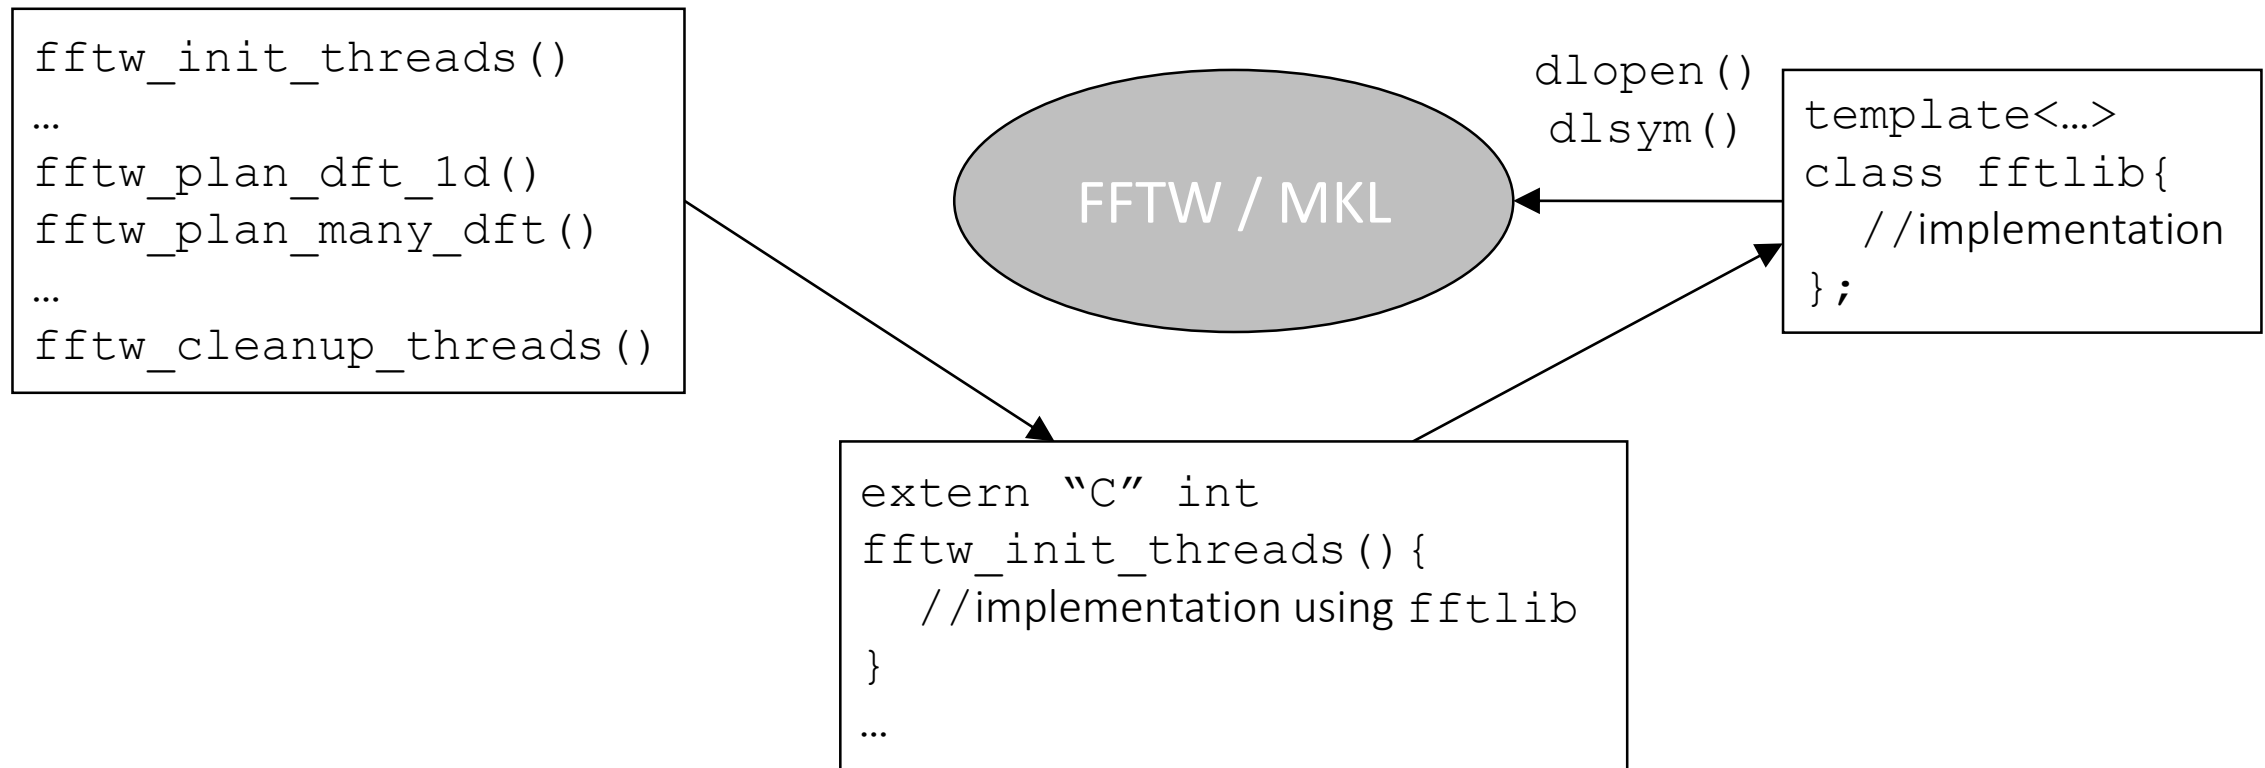 fftw_init_threads()
…
fftw_plan_dft_1d()
fftw_plan_many_dft()
…
fftw_cleanup_threads()
FFTW / MKL
dlopen()
dlsym()
template<…>
class fftlib{
//implementation
};
extern “C” int
fftw_init_threads(){
//implementation using fftlib
}
…